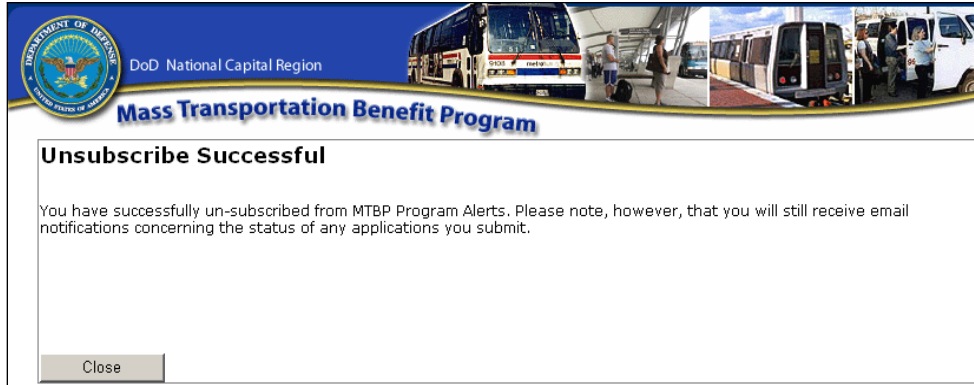 DEPARTMENT OF DEFENSE
UNITED STATES OF AMERICA
DoD National Capital Region
Mass Transportation Benefit Program
Unsubscribe Successful
You have successfully un-subscribed from MTBP Program Alerts. Please note, however, that you will still receive email
notifications concerning the status of any applications you submit.
Close